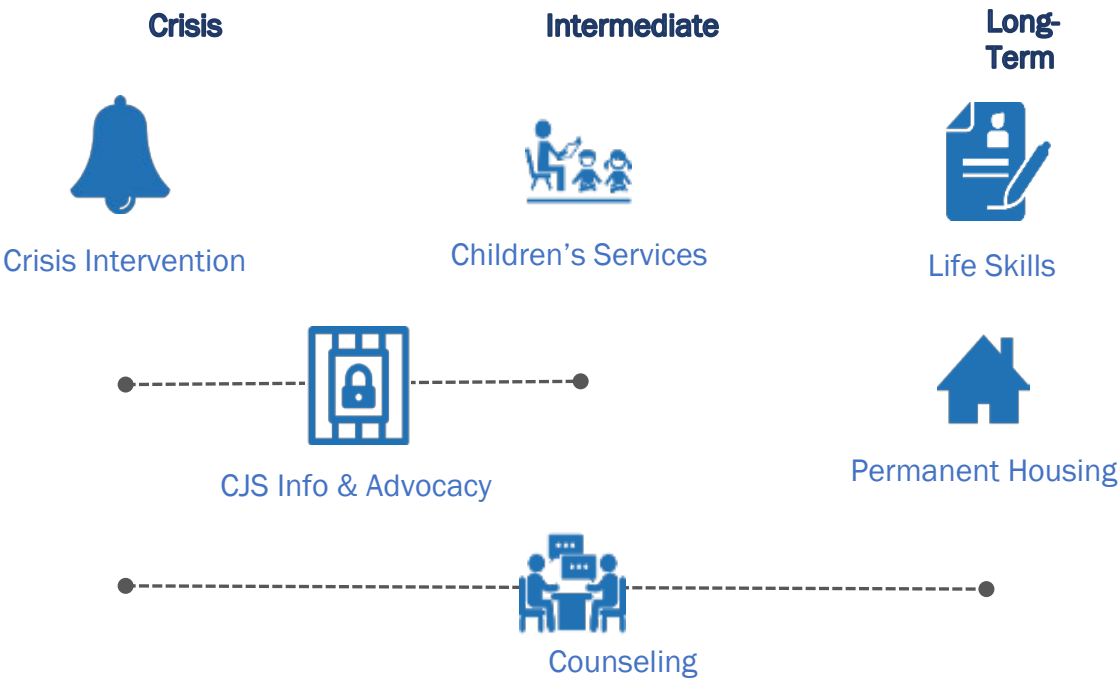 Crisis
Intermediate
Long-
Term
Crisis Intervention
Children’s Services
Life Skills
CJS Info & Advocacy
Permanent Housing
Counseling